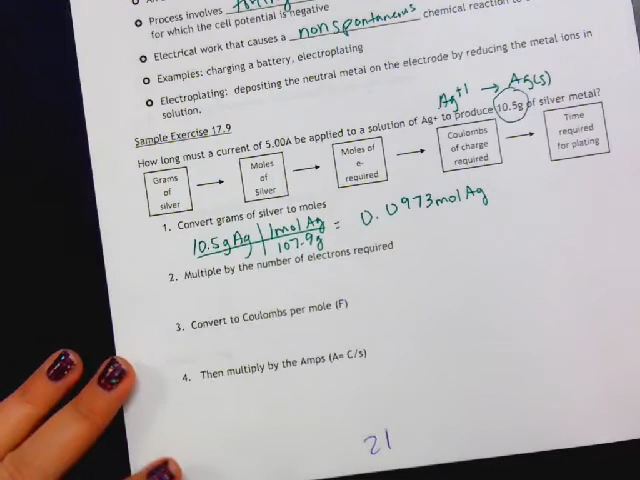 Process involves
for which the cell potential is negative
Electrical work that causes a nonspontaneous chemical reaction to
Examples: charging a battery, electroplating
Electroplating: depositing the neutral metal on the electrode by reducing the metal ions in
solution.
Ag+1 → Ag(s)
Sample Exercise 17.9
How long must a current of 5.00A be applied to a solution of Ag+ to produce 10.5g of silver metal?
Grams of silver → Moles of Silver → Moles of e- required → Coulombs of charge required → Time required for plating
1. Convert grams of silver to moles
10.5g Ag | 1 mol Ag = 0.0973 mol Ag
107.9g
2. Multiply by the number of electrons required
3. Convert to Coulombs per mole (F)
4. Then multiply by the Amps (A= C/s)
21